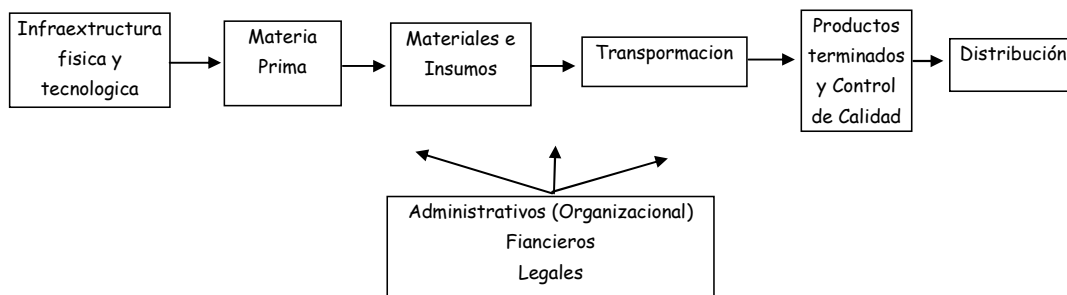 Infraextructura
fisica y
tecnologica
Materia
Prima
Materiales e
Insumos
Transpormacion
Productos
terminados
y Control
de Calidad
Distribución
Administrativos (Organizacional)
Fiancieros
Legales